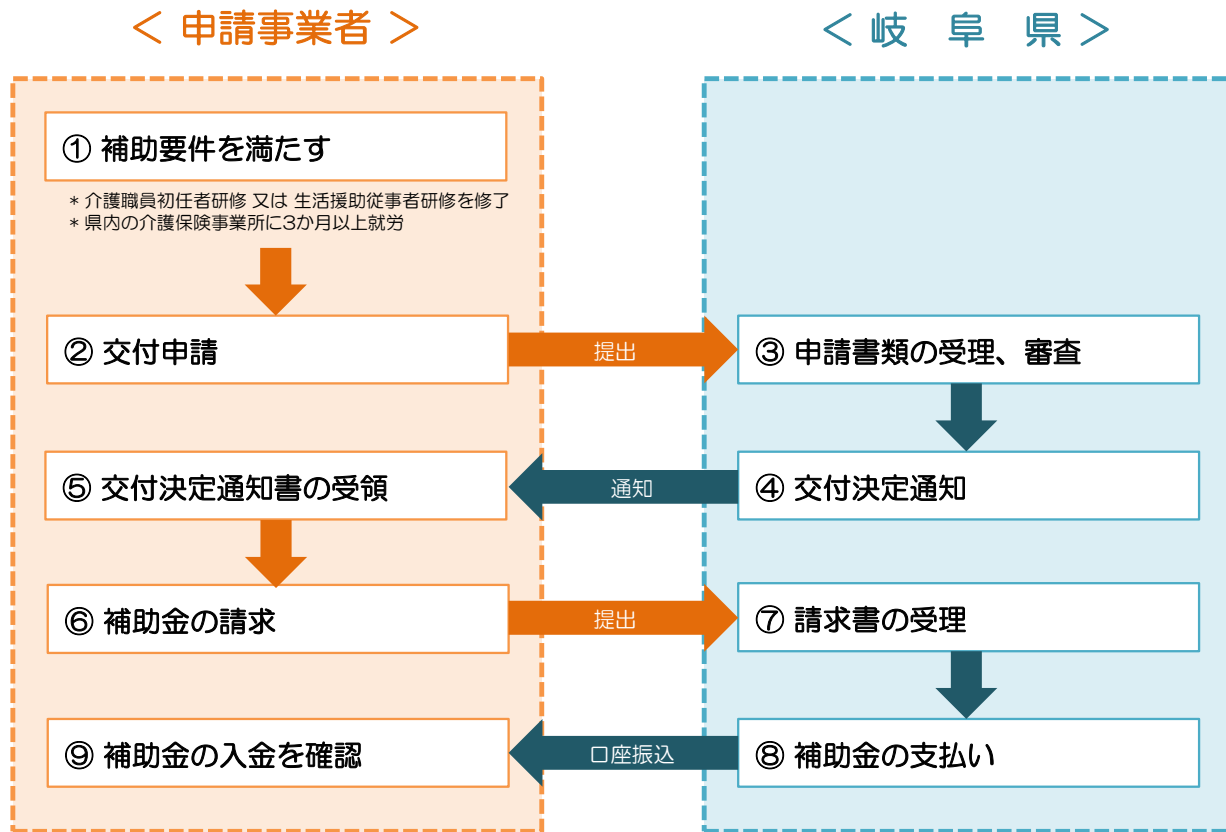 ＜ 申請事業者 ＞
＜ 岐 阜 県 ＞
① 補助要件を満たす
* 介護職員初任者研修 又は 生活援助従事者研修を修了
* 県内の介護保険事業所に3か月以上就労
② 交付申請
提出
③ 申請書類の受理、審査
④ 交付決定通知
通知
⑤ 交付決定通知書の受領
⑥ 補助金の請求
提出
⑦ 請求書の受理
⑧ 補助金の支払い
口座振込
⑨ 補助金の入金を確認